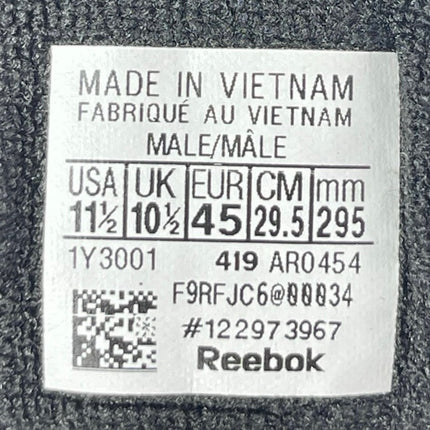 MADE IN VIETNAM
FABRIQUÉ AU VIETNAM
MALE/MÂLE
USA UK EUR CM mm
11½ 10½ 45 29.5 295
1Y3001 419 AR0454
F9RFJC6@00034
#122973967
Reebok